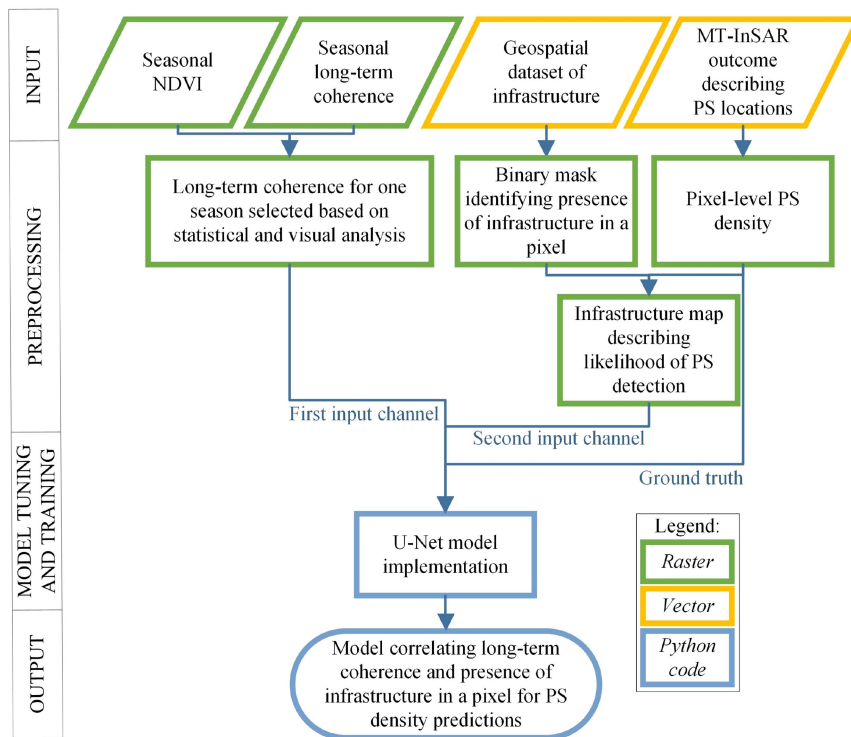 INPUT
Seasonal
NDVI
Seasonal
long-term
coherence
Geospatial
dataset of
infrastructure
MT-InSAR
outcome
describing
PS locations
PREPROCESSING
Long-term coherence for one
season selected based on
statistical and visual analysis
Binary mask
identifying presence
of infrastructure in a
pixel
Pixel-level PS
density
Infrastructure map
describing
likelihood of PS
detection
First input channel
Second input channel
Ground truth
MODEL TUNING
AND TRAINING
U-Net model
implementation
Legend:
Raster
Vector
Python
code
OUTPUT
Model correlating long-term
coherence and presence of
infrastructure in a pixel for PS
density predictions